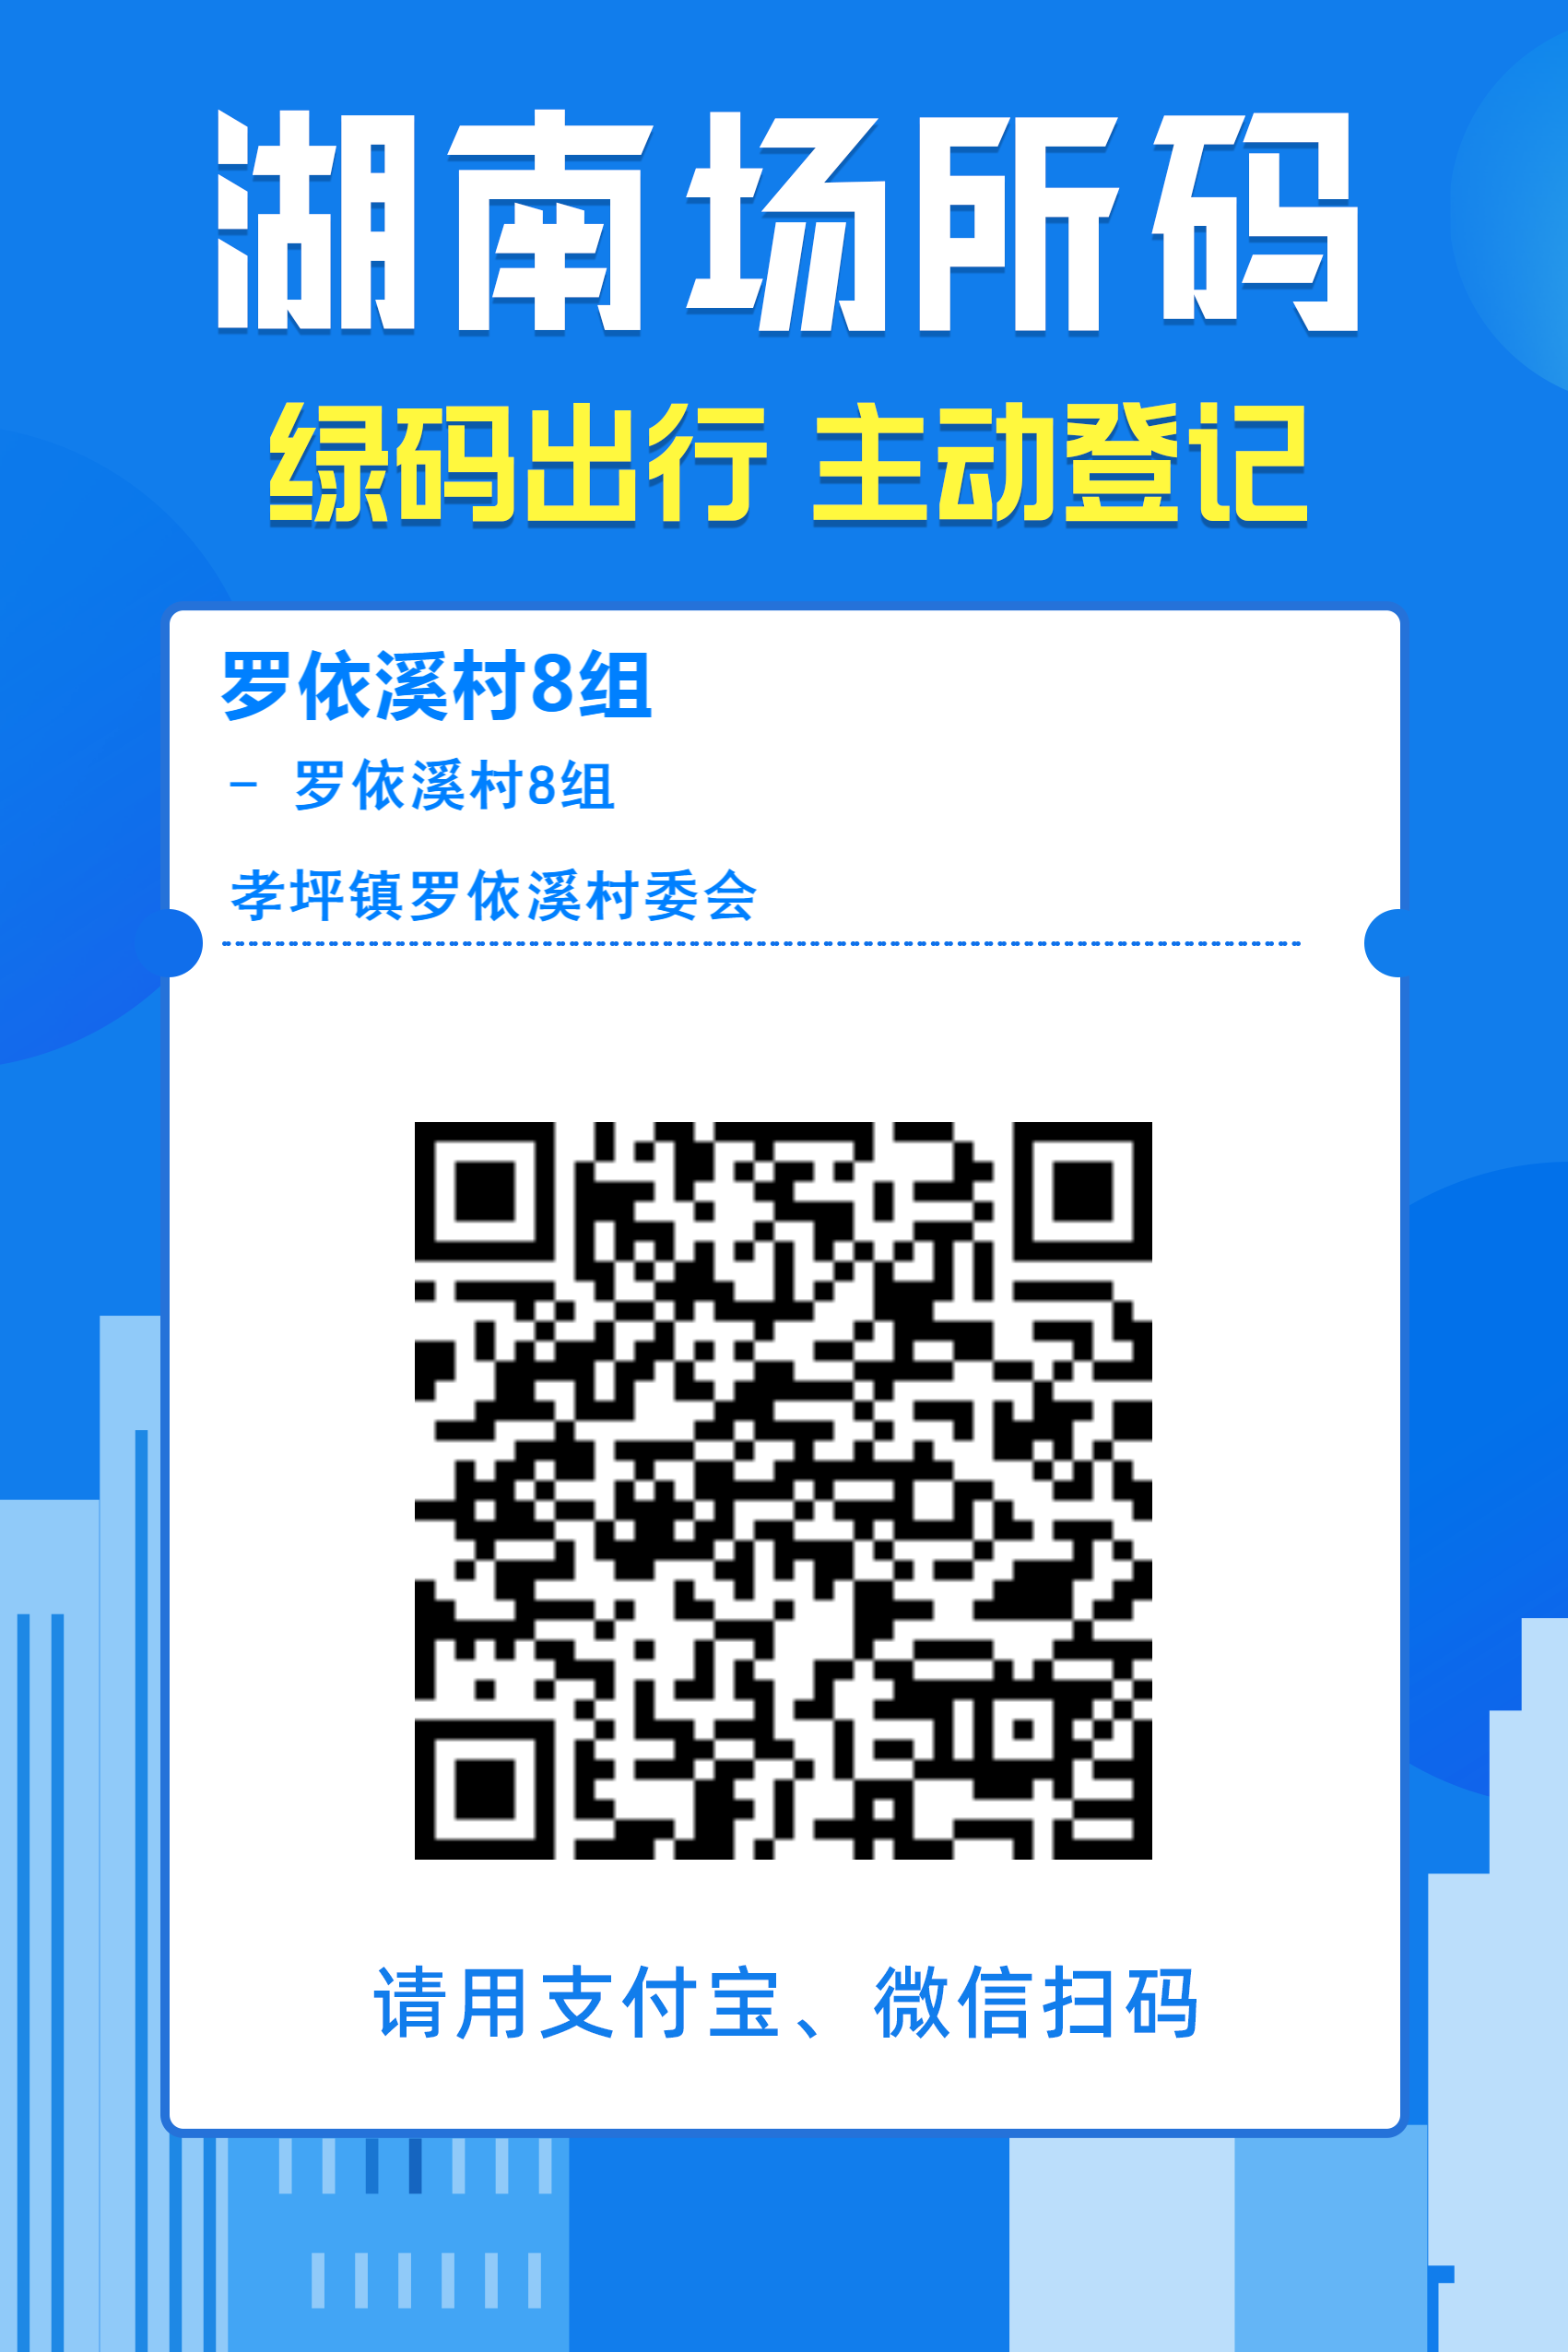 湖南场所码
绿码出行 主动登记
罗依溪村8组
- 罗依溪村8组
孝坪镇罗依溪村委会
请用支付宝、微信扫码